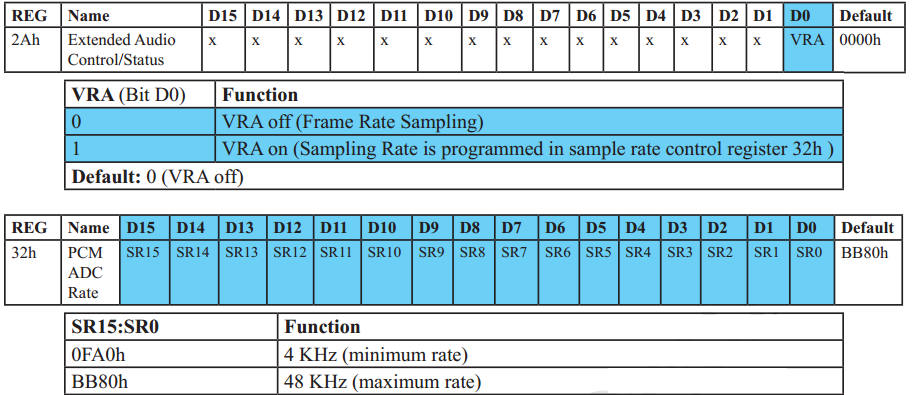 REG Name D15 D14 D13 D12 D11 D10 D9 D8 D7 D6 D5 D4 D3 D2 D1 D0 Default
2Ah Extended Audio x x x x x x x x x x x x x x x VRA 0000h
Control/Status
VRA (Bit D0) Function
0 VRA off (Frame Rate Sampling)
1 VRA on (Sampling Rate is programmed in sample rate control register 32h )
Default: 0 (VRA off)
REG Name D15 D14 D13 D12 D11 D10 D9 D8 D7 D6 D5 D4 D3 D2 D1 D0 Default
32h PCM SR15 SR14 SR13 SR12 SR11 SR10 SR9 SR8 SR7 SR6 SR5 SR4 SR3 SR2 SR1 SR0 BB80h
ADC
Rate
SR15:SR0 Function
0FA0h 4 KHz (minimum rate)
BB80h 48 KHz (maximum rate)